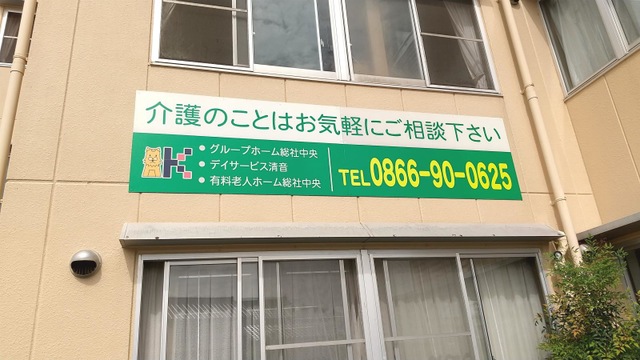 介護のことはお気軽にご相談下さい
• グループホーム総社中央
• デイサービス清音
• 有料老人ホーム総社中央
TEL0866-90-0625